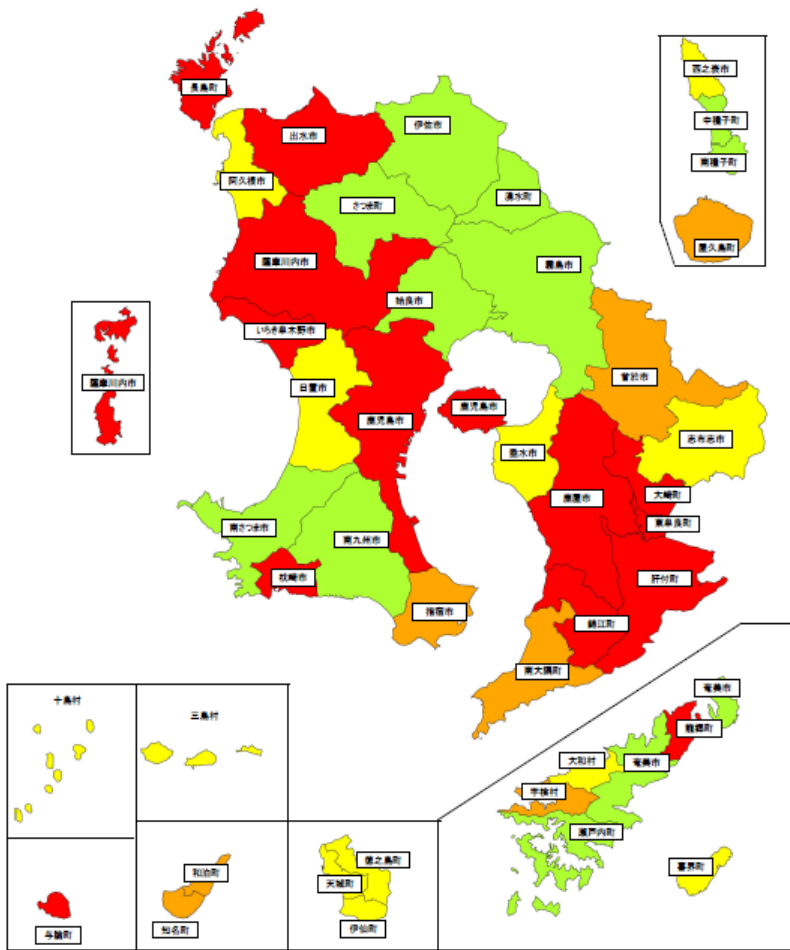 長島町
出水市
伊佐市
阿久根市
さつま町
湧水町
西之表市
中種子町
南種子町
屋久島町
薩摩川内市
霧島市
姶良市
いちき串木野市
薩摩川内市
日置市
鹿児島市
鹿児島市
曽於市
垂水市
志布志市
鹿屋市
大崎町
東串良町
南さつま市
南九州市
枕崎市
肝付町
指宿市
錦江町
南大隅町
十島村
三島村
奄美市
龍郷町
大和村
奄美市
宇検村
瀬戸内町
喜界町
与論町
和泊町
知名町
徳之島町
天城町
伊仙町